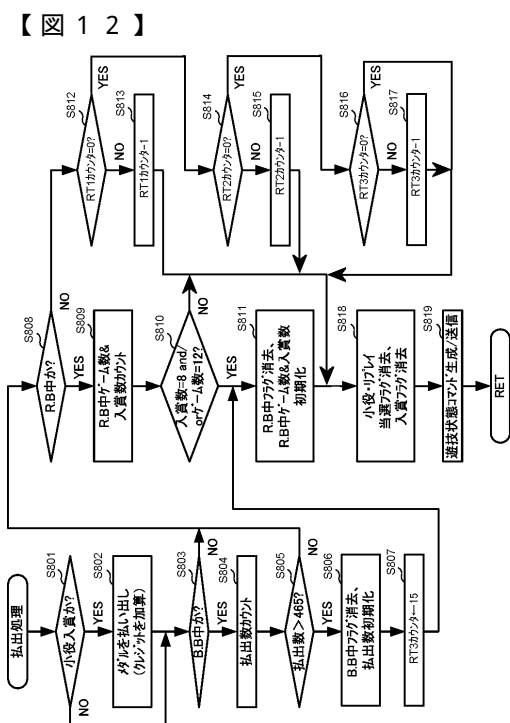 【図１２】
払出処理
S801
小役入賞か?
NO
YES
S802
メダルを払い出し
(クレジットを加算)
S803
B.B中か?
NO
YES
S804
払出数カウント
S805
払出数>465?
NO
YES
S806
B.B中フラグ消去、
払出数初期化
S807
RT3カウンタ←15
S808
R.B中か?
NO
YES
S809
R.B中ゲーム数&
入賞数カウント
S810
入賞数=8 and/
orゲーム数=12?
NO
YES
S811
R.B中フラグ消去、
R.B中ゲーム数&入賞数
初期化
S812
RT1カウンタ=0?
YES
NO
S813
RT1カウンタ-1
S814
RT2カウンタ=0?
YES
NO
S815
RT2カウンタ-1
S816
RT3カウンタ=0?
YES
NO
S817
RT3カウンタ-1
S818
小役・リプレイ
当選フラグ消去、
入賞フラグ消去
S819
遊技状態コマンド生成/送信
RET